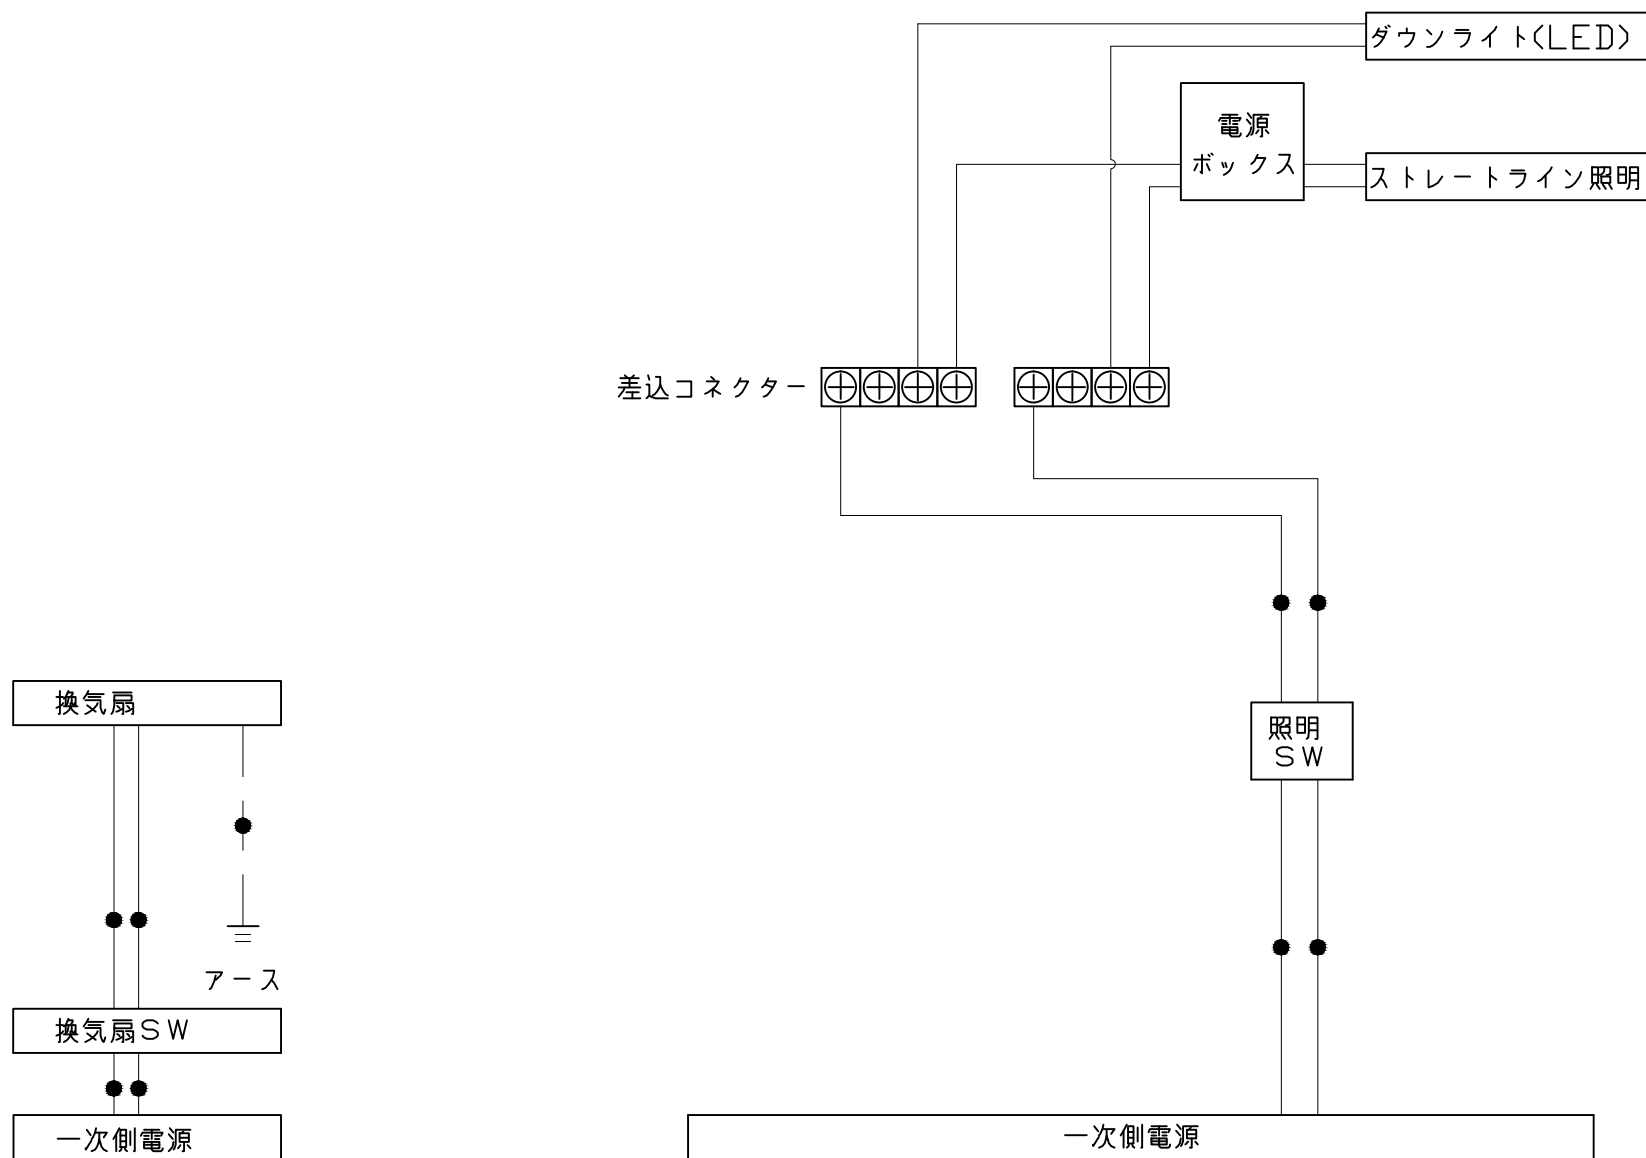 ダウンライト(LED)
電源
ボックス
ストレートライン照明
差込コネクター
換気扇
照明
SW
アース
換気扇SW
一次側電源
一次側電源